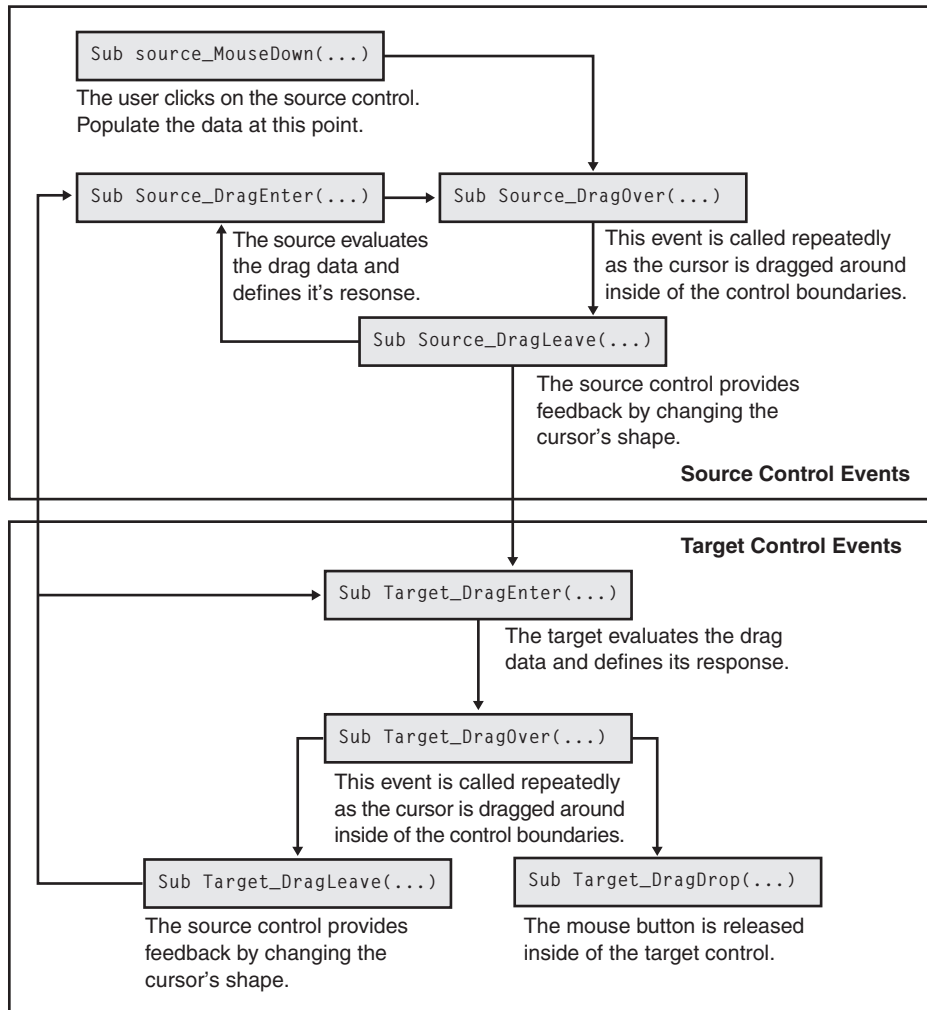 Sub source_MouseDown(...)
The user clicks on the source control.
Populate the data at this point.
Sub Source_DragEnter(...)
Sub Source_DragOver(...)
The source evaluates
the drag data and
defines it's resonse.
This event is called repeatedly
as the cursor is dragged around
inside of the control boundaries.
Sub Source_DragLeave(...)
The source control provides
feedback by changing the
cursor's shape.
Source Control Events
Target Control Events
Sub Target_DragEnter(...)
The target evaluates the drag
data and defines its response.
Sub Target_DragOver(...)
This event is called repeatedly
as the cursor is dragged around
inside of the control boundaries.
Sub Target_DragLeave(...)
The source control provides
feedback by changing the
cursor's shape.
Sub Target_DragDrop(...)
The mouse button is released
inside of the target control.